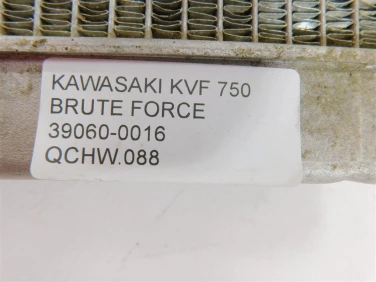 KAWASAKI KVF 750
BRUTE FORCE
39060-0016
QCHW.088